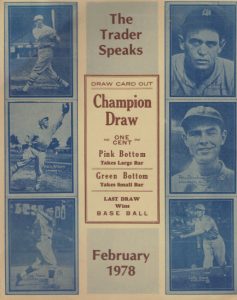 The
Trader
Speaks
DRAW CARD OUT
Champion
Draw
ONE
CENT
Pink Bottom
Takes Large Bar
Green Bottom
Takes Small Bar
LAST DRAW
Wins
BASE BALL
February
1978